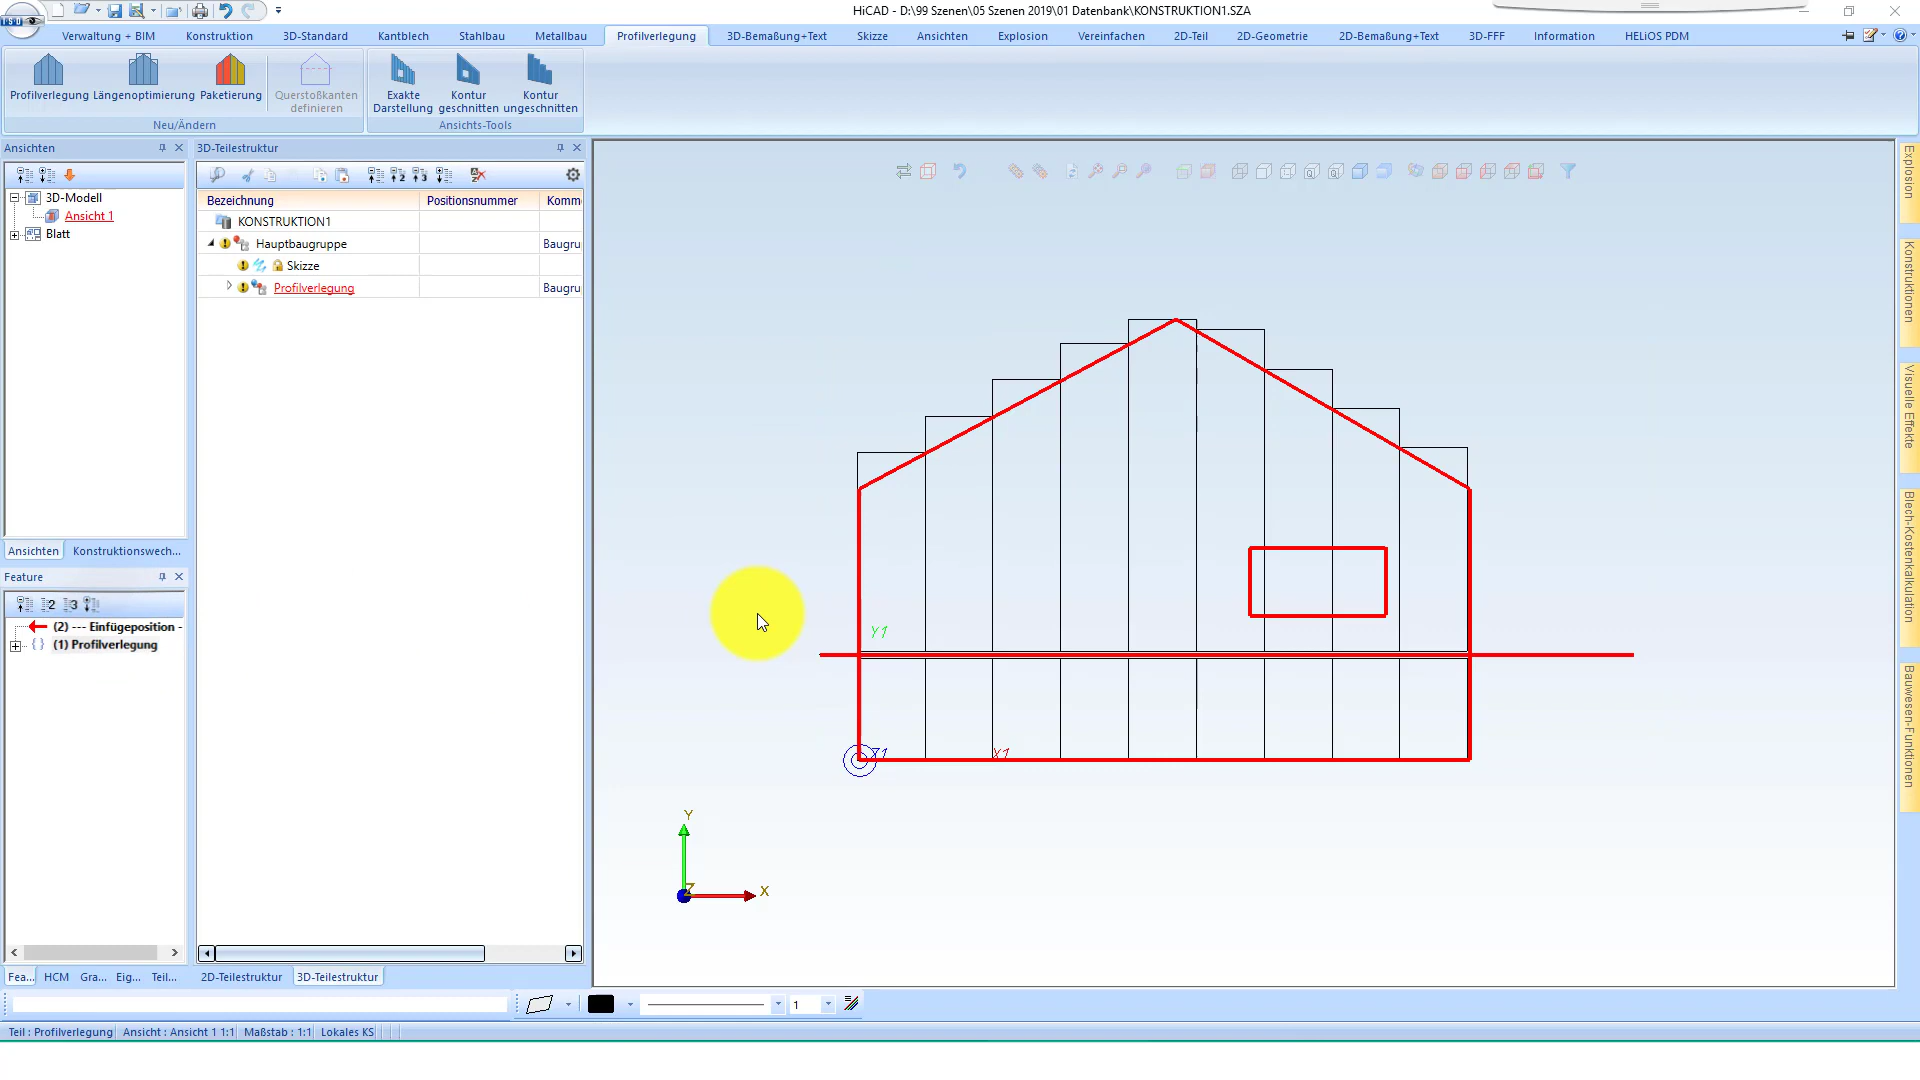 HiCAD - D:\99 Szenen\05 Szenen 2019\01 Datenbank\KONSTRUKTION1.SZA
ISD
Verwaltung + BIM Konstruktion 3D-Standard Kantblech Stahlbau Metallbau Profilverlegung 3D-Bemaßung+Text Skizze Ansichten Explosion Vereinfachen 2D-Teil 2D-Geometrie 2D-Bemaßung+Text 3D-FFF Information HELiOS PDM
Profilverlegung Längenoptimierung Paketierung Querstoßkanten definieren
Exakte Darstellung Kontur geschnitten Kontur ungeschnitten
Neu/Ändern Ansichts-Tools
Ansichten
3D-Modell
Ansicht 1
Blatt
Ansichten Konstruktionswech...
3D-Teilestruktur
Bezeichnung Positionsnummer Komm
KONSTRUKTION1
Hauptbaugruppe Baugru
Skizze
Profilverlegung Baugru
Feature
2 3
(2) --- Einfügeposition -
(1) Profilverlegung
Fea... HCM Gra... Eig... Teil...
2D-Teilestruktur 3D-Teilestruktur
Y1
X1
Y
Z
X
Explosion
Konstruktionen
Visuelle Effekte
Blech-Kostenkalkulation
Bauwesen-Funktionen
1
Teil : Profilverlegung Ansicht : Ansicht 1 1:1 Maßstab : 1:1 Lokales KS